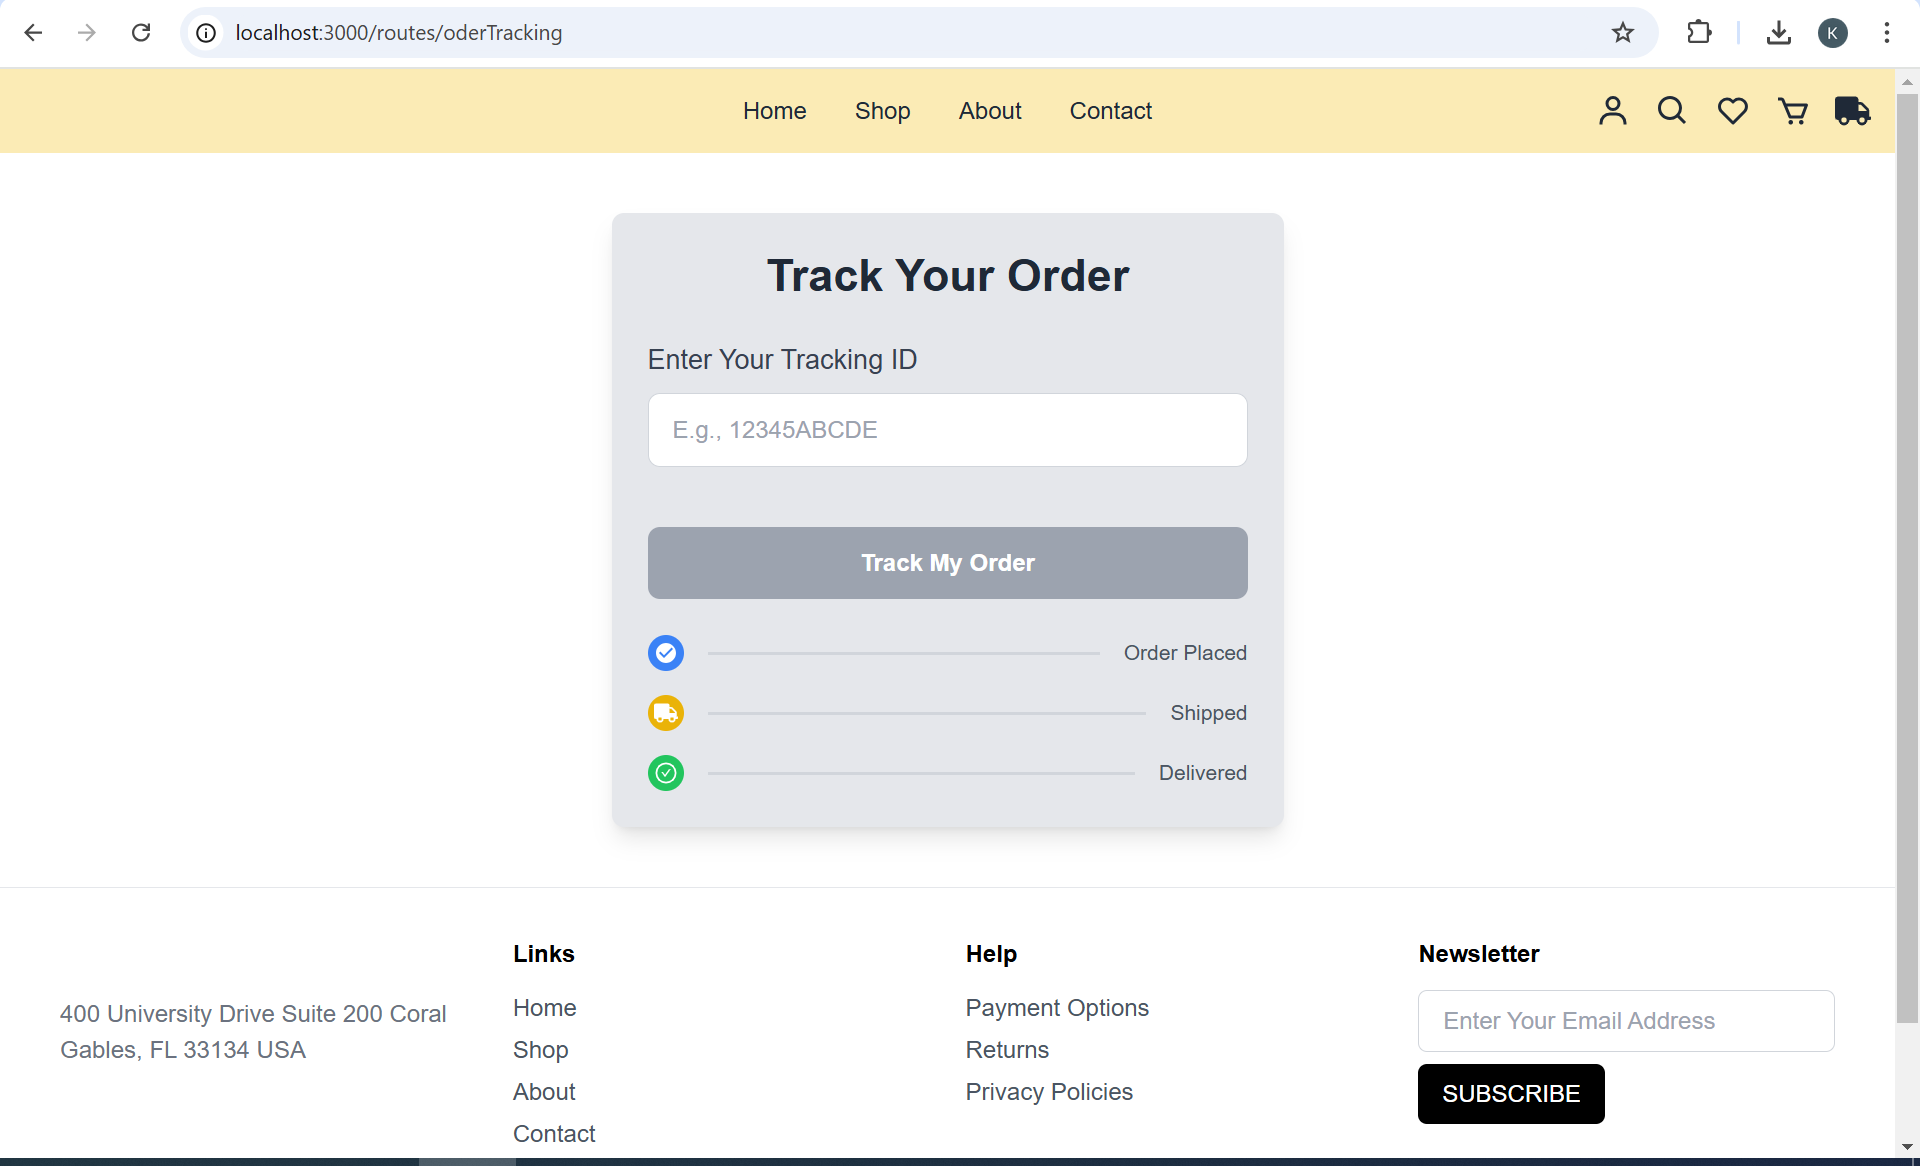 localhost:3000/routes/oderTracking
K
Home Shop About Contact
Track Your Order
Enter Your Tracking ID
E.g., 12345ABCDE
Track My Order
Order Placed
Shipped
Delivered
400 University Drive Suite 200 Coral
Gables, FL 33134 USA
Links
Home
Shop
About
Contact
Help
Payment Options
Returns
Privacy Policies
Newsletter
Enter Your Email Address
SUBSCRIBE